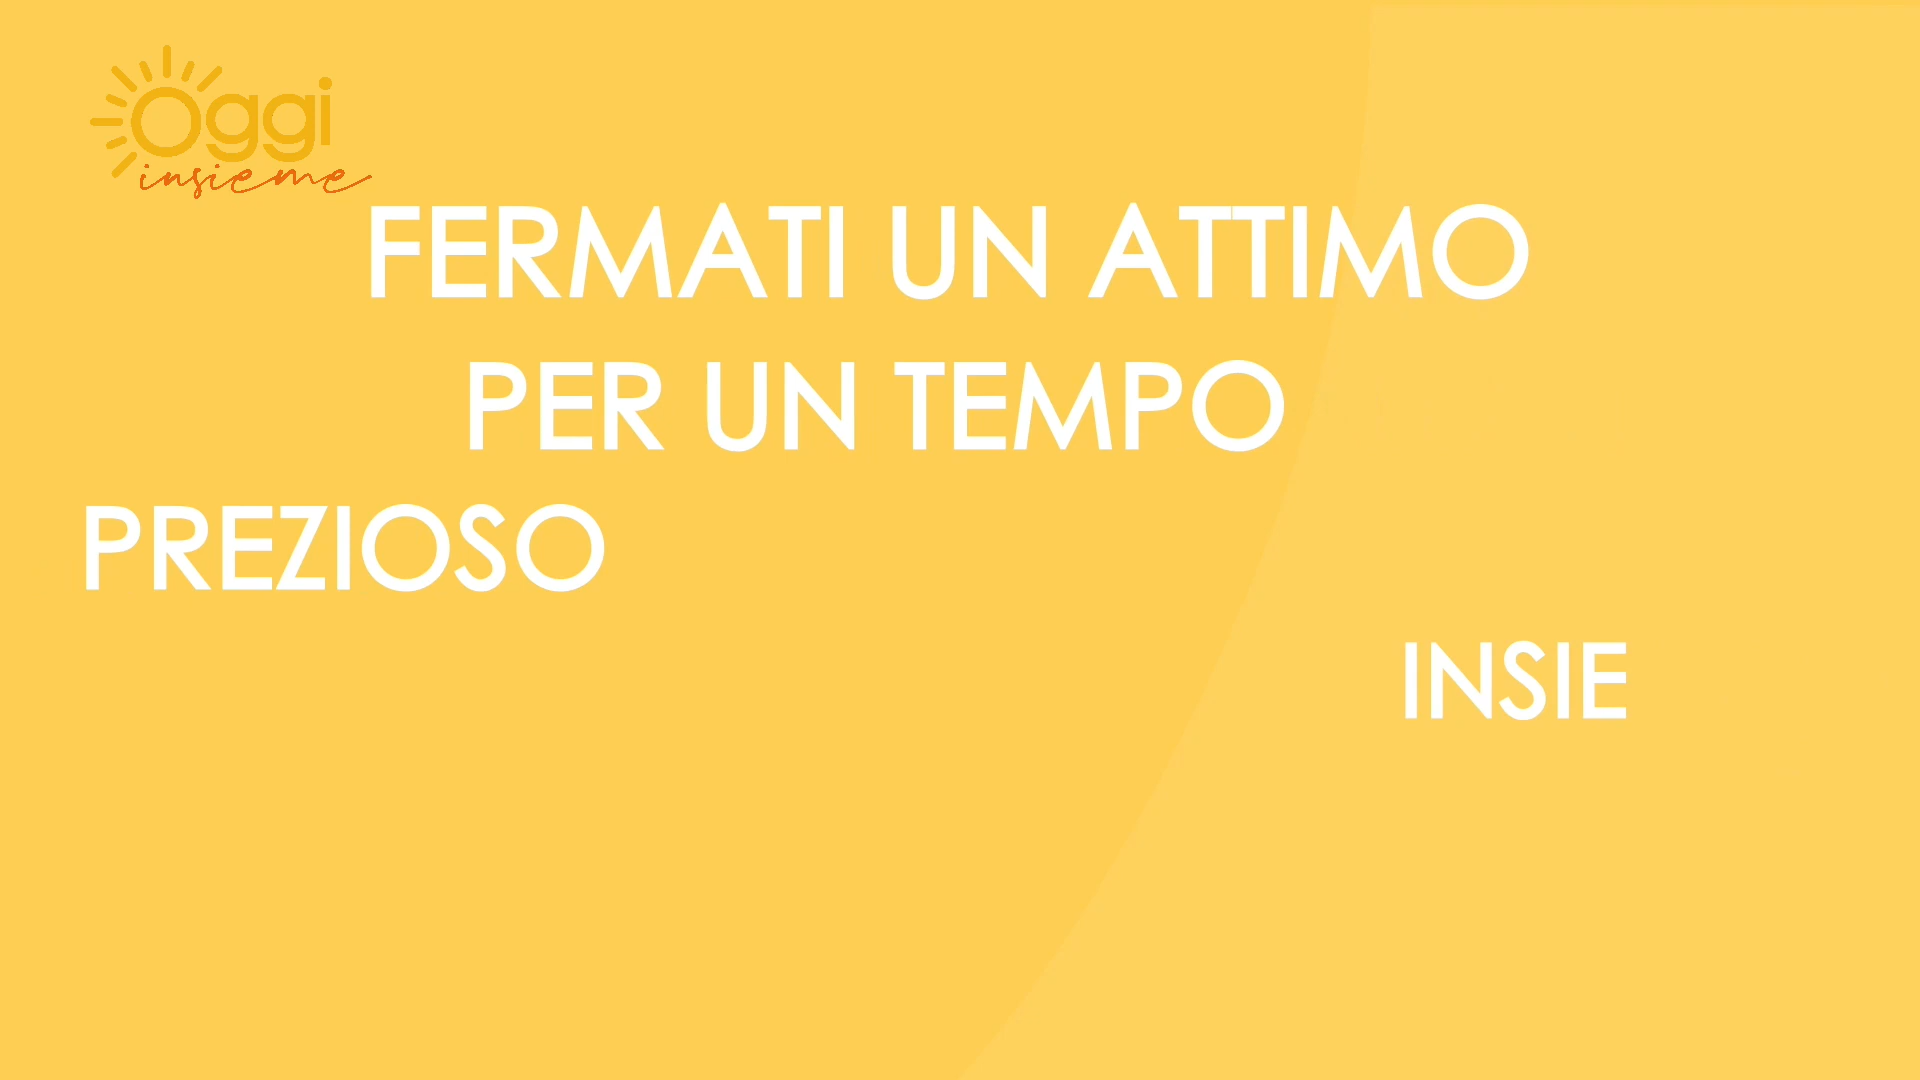 Oggi
insieme
FERMATI UN ATTIMO
PER UN TEMPO
PREZIOSO
INSIE